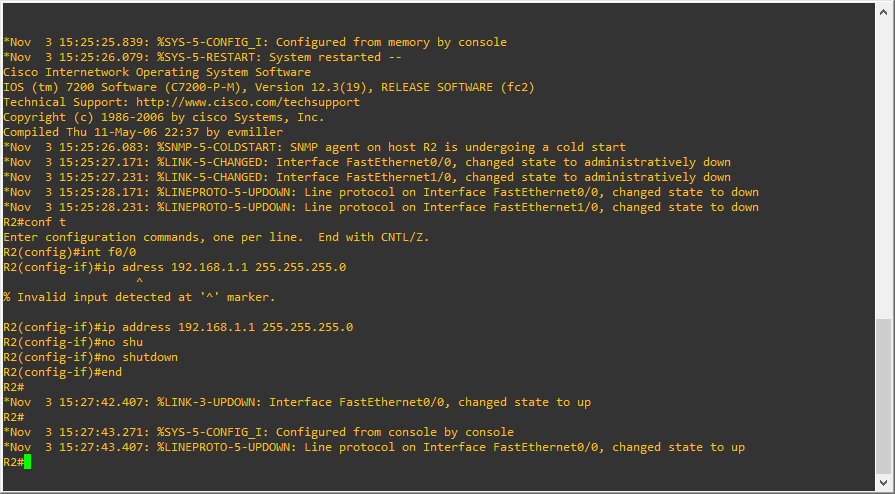 *Nov  3 15:25:25.839: %SYS-5-CONFIG_I: Configured from memory by console
*Nov  3 15:25:26.079: %SYS-5-RESTART: System restarted --
Cisco Internetwork Operating System Software
IOS (tm) 7200 Software (C7200-P-M), Version 12.3(19), RELEASE SOFTWARE (fc2)
Technical Support: http://www.cisco.com/techsupport
Copyright (c) 1986-2006 by cisco Systems, Inc.
Compiled Thu 11-May-06 22:37 by evmiller
*Nov  3 15:25:26.083: %SNMP-5-COLDSTART: SNMP agent on host R2 is undergoing a cold start
*Nov  3 15:25:27.171: %LINK-5-CHANGED: Interface FastEthernet0/0, changed state to administratively down
*Nov  3 15:25:27.231: %LINK-5-CHANGED: Interface FastEthernet1/0, changed state to administratively down
*Nov  3 15:25:28.171: %LINEPROTO-5-UPDOWN: Line protocol on Interface FastEthernet0/0, changed state to down
*Nov  3 15:25:28.231: %LINEPROTO-5-UPDOWN: Line protocol on Interface FastEthernet1/0, changed state to down
R2#conf t
Enter configuration commands, one per line.  End with CNTL/Z.
R2(config)#int f0/0
R2(config-if)#ip adress 192.168.1.1 255.255.255.0
                   ^
% Invalid input detected at '^' marker.

R2(config-if)#ip address 192.168.1.1 255.255.255.0
R2(config-if)#no shu
R2(config-if)#no shutdown
R2(config-if)#end
R2#
*Nov  3 15:27:42.407: %LINK-3-UPDOWN: Interface FastEthernet0/0, changed state to up
R2#
*Nov  3 15:27:43.271: %SYS-5-CONFIG_I: Configured from console by console
*Nov  3 15:27:43.407: %LINEPROTO-5-UPDOWN: Line protocol on Interface FastEthernet0/0, changed state to up
R2#